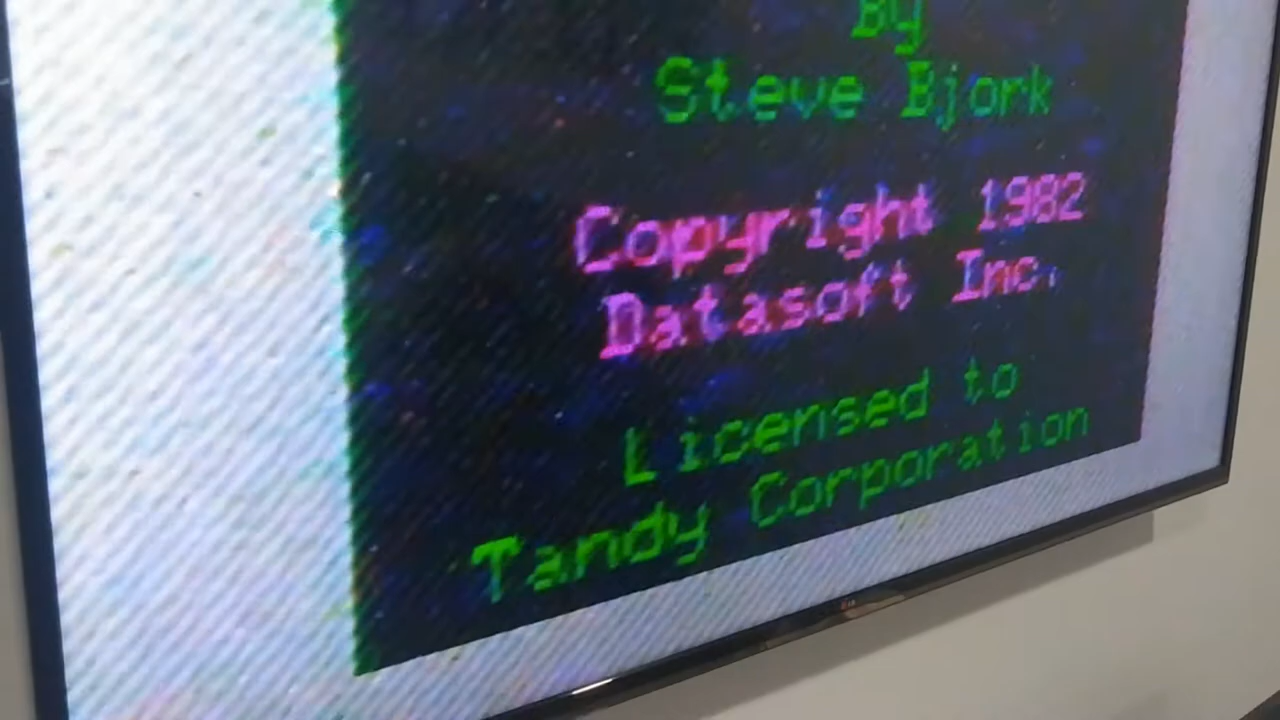 By
Steve Bjork
Copyright 1982
Datasoft Inc.
Licensed to
Tandy Corporation